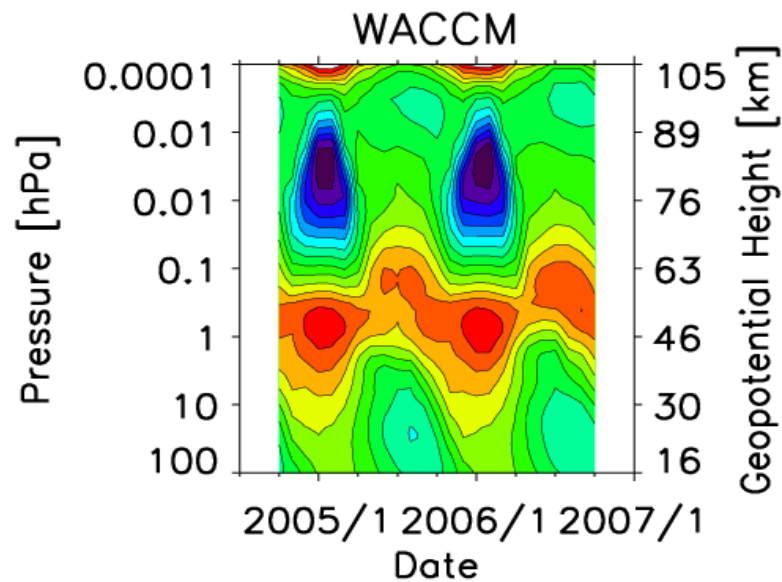 WACCM
Pressure [hPa]
0.0001
0.01
0.01
0.1
1
10
100
105
89
76
63
46
30
16
Geopotential Height [km]
2005/1 2006/1 2007/1
Date